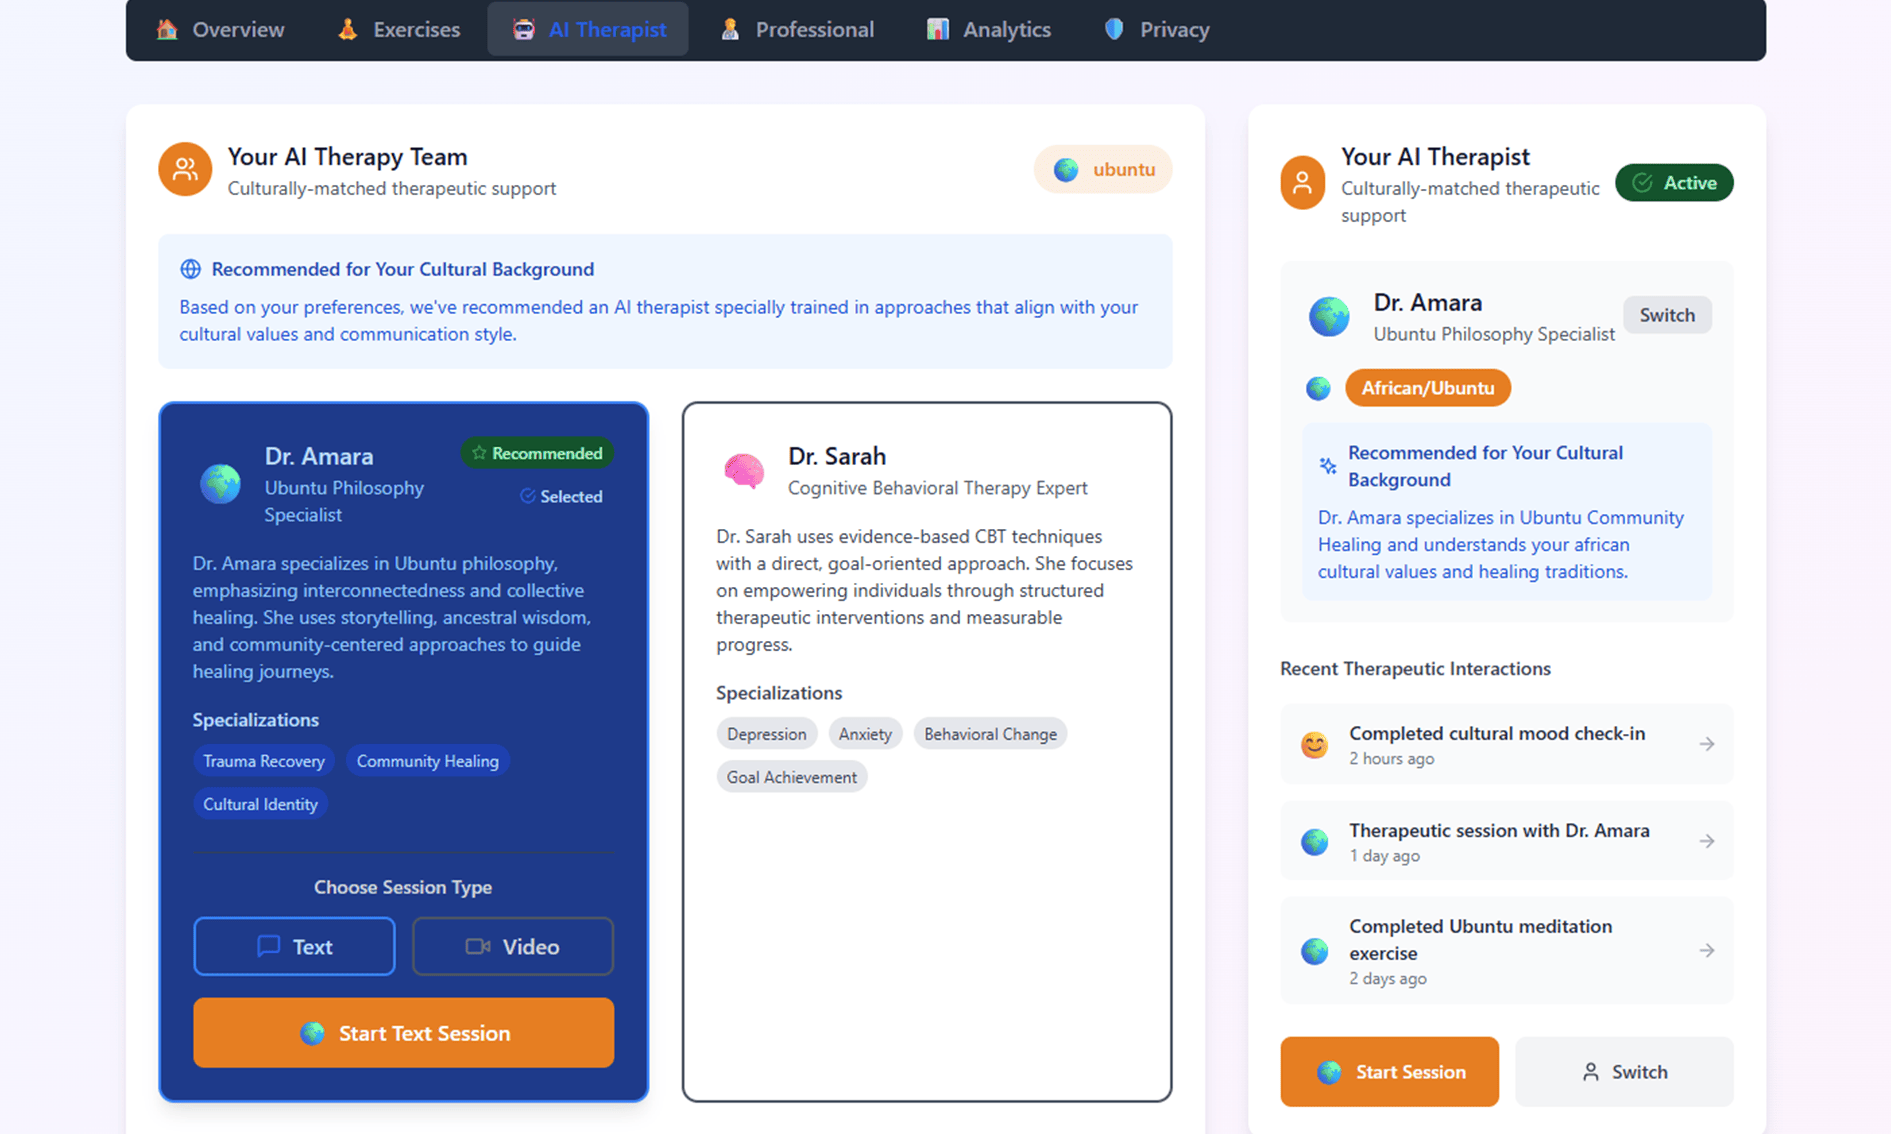 Overview
Exercises
AI Therapist
Professional
Analytics
Privacy
Your AI Therapy Team
Culturally-matched therapeutic support
ubuntu
Recommended for Your Cultural Background
Based on your preferences, we've recommended an AI therapist specially trained in approaches that align with your
cultural values and communication style.
Dr. Amara
Ubuntu Philosophy
Specialist
Recommended
Selected
Dr. Amara specializes in Ubuntu philosophy,
emphasizing interconnectedness and collective
healing. She uses storytelling, ancestral wisdom,
and community-centered approaches to guide
healing journeys.
Specializations
Trauma Recovery
Community Healing
Cultural Identity
Choose Session Type
Text
Video
Start Text Session
Dr. Sarah
Cognitive Behavioral Therapy Expert
Dr. Sarah uses evidence-based CBT techniques
with a direct, goal-oriented approach. She focuses
on empowering individuals through structured
therapeutic interventions and measurable
progress.
Specializations
Depression
Anxiety
Behavioral Change
Goal Achievement
Your AI Therapist
Culturally-matched therapeutic
support
Active
Dr. Amara
Ubuntu Philosophy Specialist
Switch
African/Ubuntu
Recommended for Your Cultural
Background
Dr. Amara specializes in Ubuntu Community
Healing and understands your african
cultural values and healing traditions.
Recent Therapeutic Interactions
Completed cultural mood check-in
2 hours ago
Therapeutic session with Dr. Amara
1 day ago
Completed Ubuntu meditation
exercise
2 days ago
Start Session
Switch